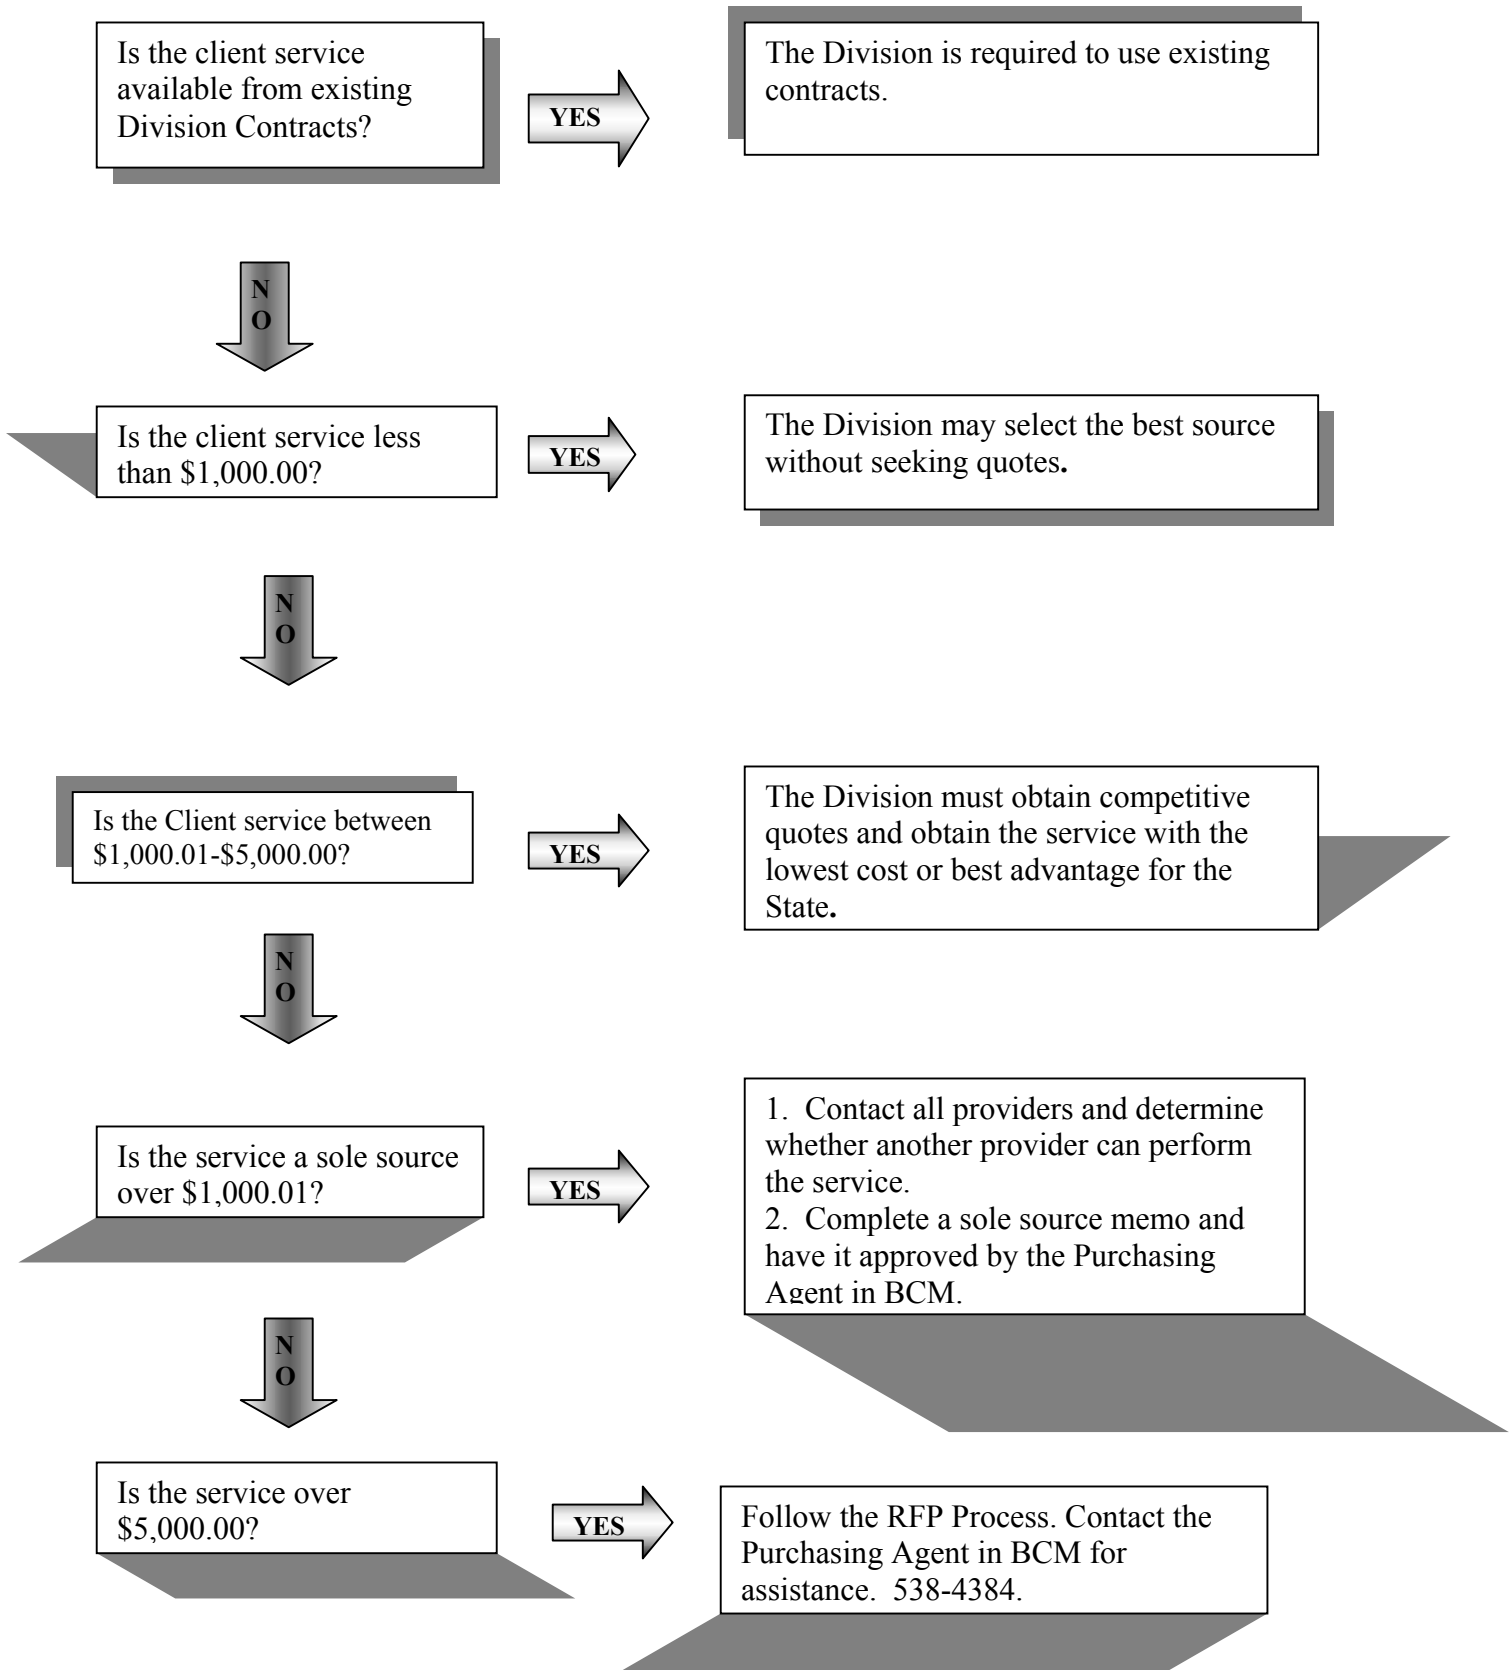 Is the client service
available from existing
Division Contracts?
YES
The Division is required to use existing
contracts.
N
O
Is the client service less
than $1,000.00?
YES
The Division may select the best source
without seeking quotes.
N
O
Is the Client service between
$1,000.01-$5,000.00?
YES
The Division must obtain competitive
quotes and obtain the service with the
lowest cost or best advantage for the
State.
N
O
Is the service a sole source
over $1,000.01?
YES
1.  Contact all providers and determine
whether another provider can perform
the service.
2.  Complete a sole source memo and
have it approved by the Purchasing
Agent in BCM.
N
O
Is the service over
$5,000.00?
YES
Follow the RFP Process. Contact the
Purchasing Agent in BCM for
assistance.  538-4384.